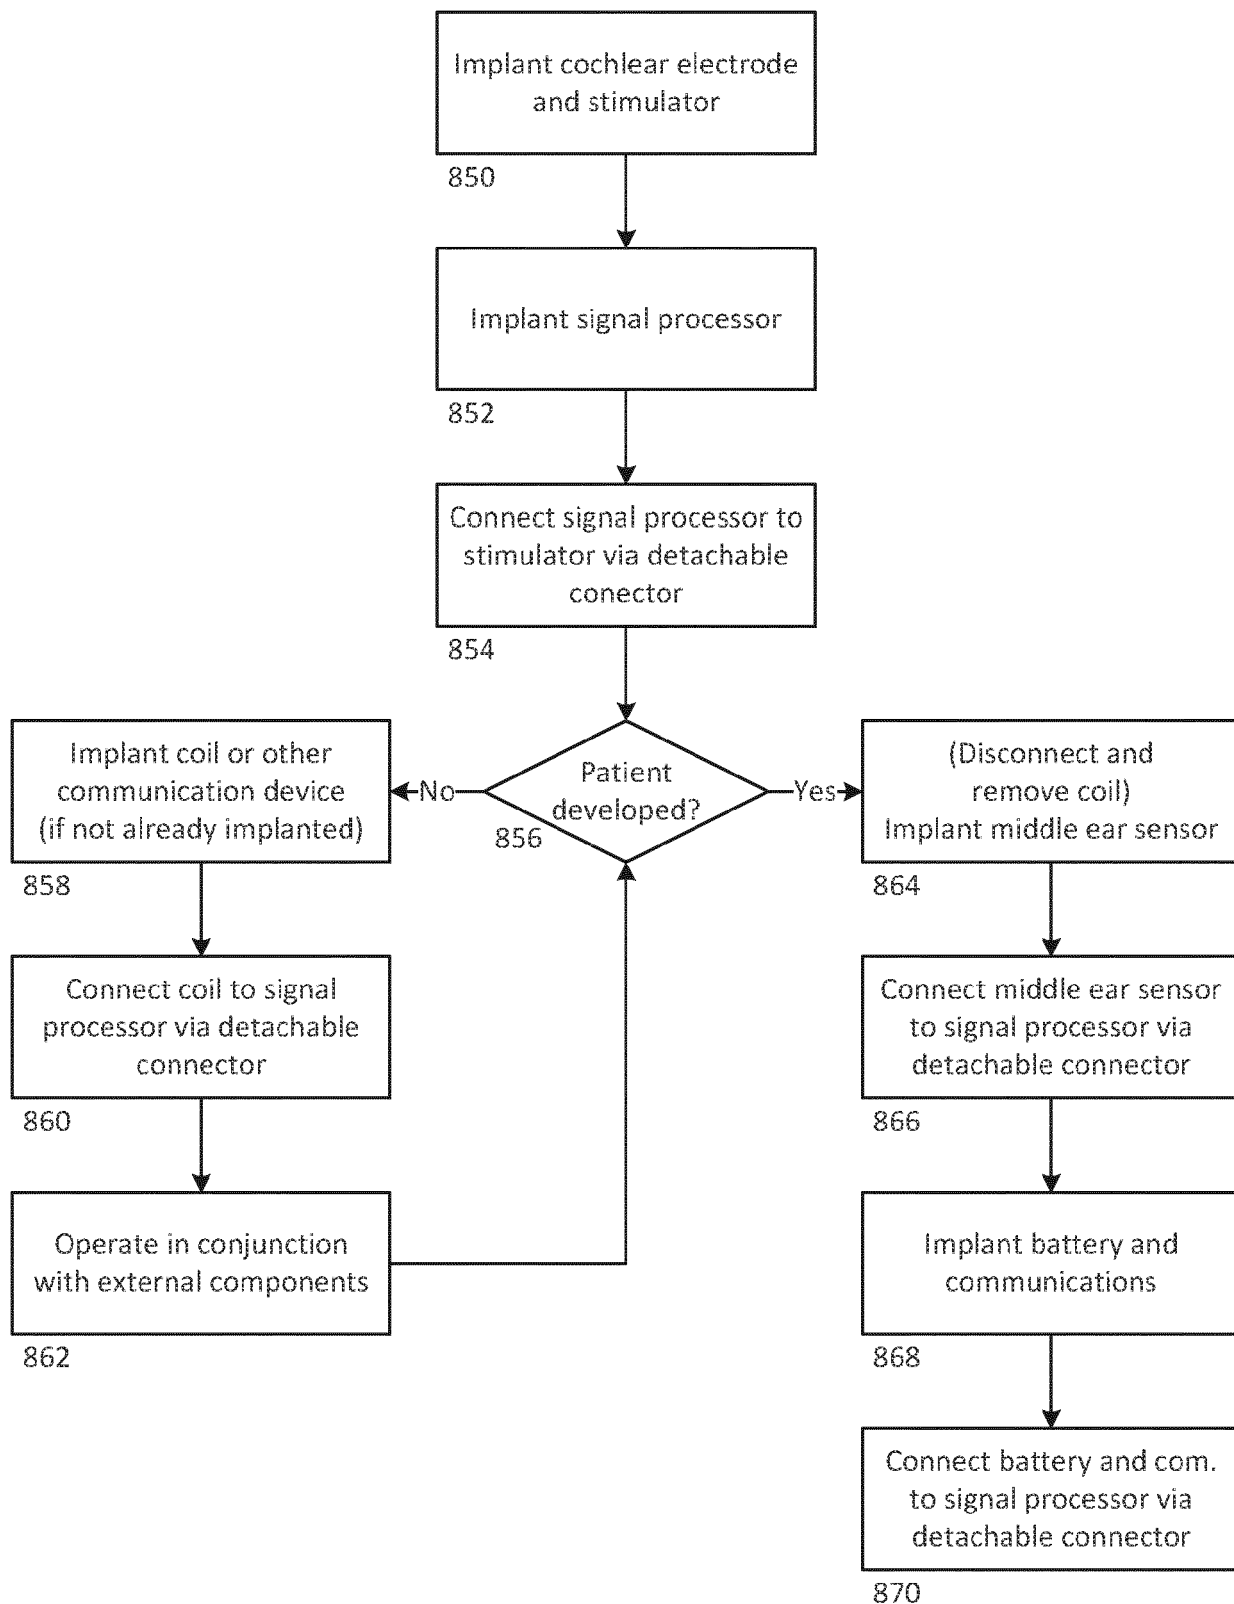 Implant cochlear electrode
and stimulator
850
Implant signal processor
852
Connect signal processor to
stimulator via detachable
conector
854
Patient
developed?
856
No
Yes
Implant coil or other
communication device
(if not already implanted)
858
Connect coil to signal
processor via detachable
connector
860
Operate in conjunction
with external components
862
(Disconnect and
remove coil)
Implant middle ear sensor
864
Connect middle ear sensor
to signal processor via
detachable connector
866
Implant battery and
communications
868
Connect battery and com.
to signal processor via
detachable connector
870